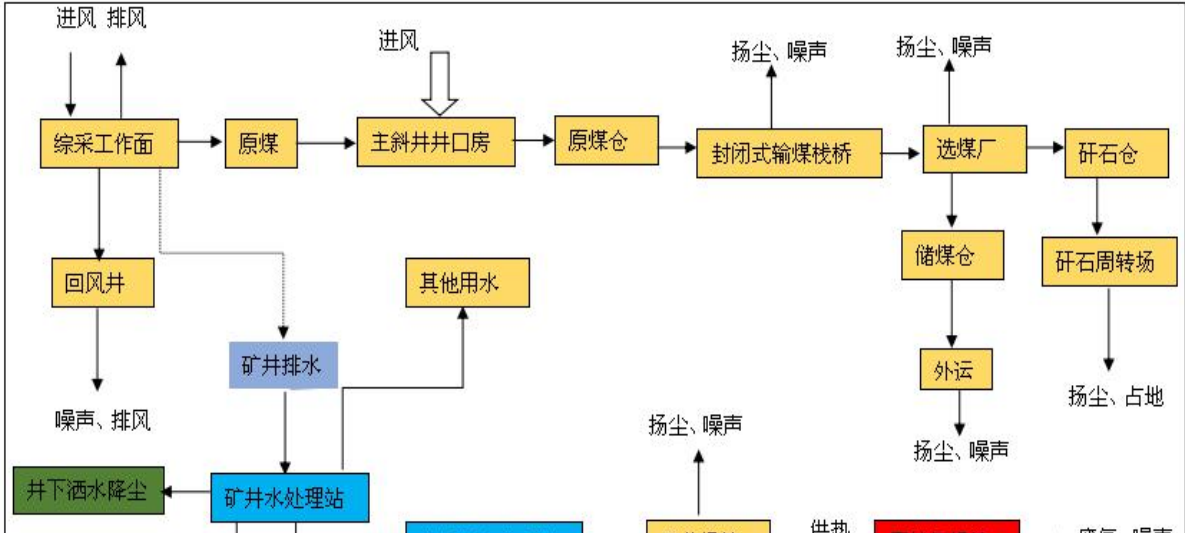 进风 排风
进风
扬尘、噪声
扬尘、噪声
综采工作面
原煤
主斜井井口房
原煤仓
封闭式输煤栈桥
选煤厂
矸石仓
回风井
其他用水
储煤仓
矸石周转场
矿井排水
外运
噪声、排风
扬尘、噪声
扬尘、噪声
扬尘、占地
井下洒水降尘
矿井水处理站
供热